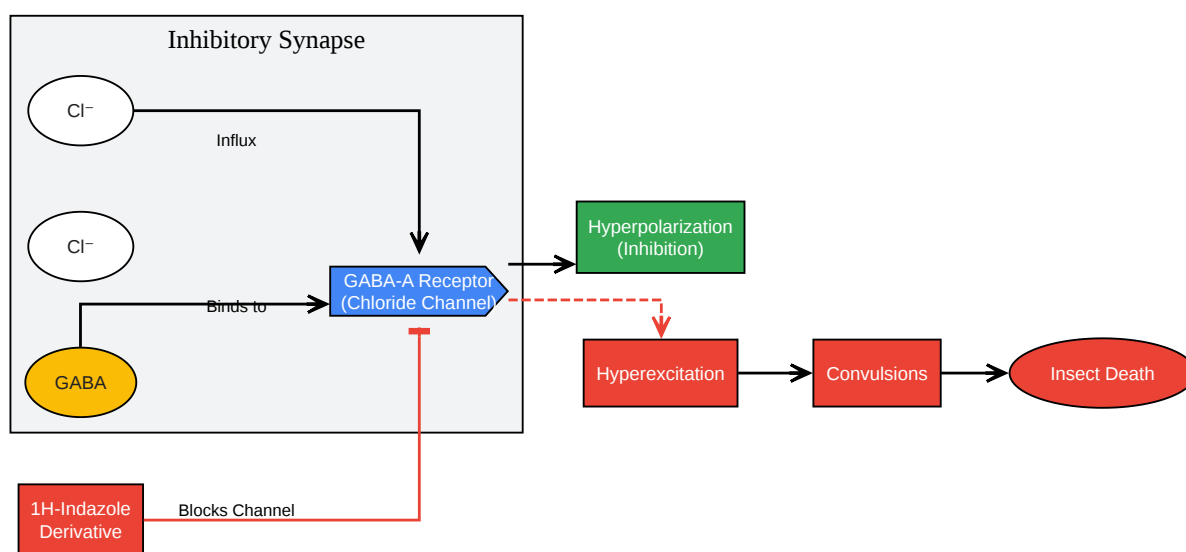 Inhibitory Synapse
Cl⁻
Influx
Cl⁻
Hyperpolarization
(Inhibition)
GABA-A Receptor
(Chloride Channel)
Binds to
GABA
Hyperexcitation
Convulsions
Insect Death
1H-Indazole
Derivative
Blocks Channel